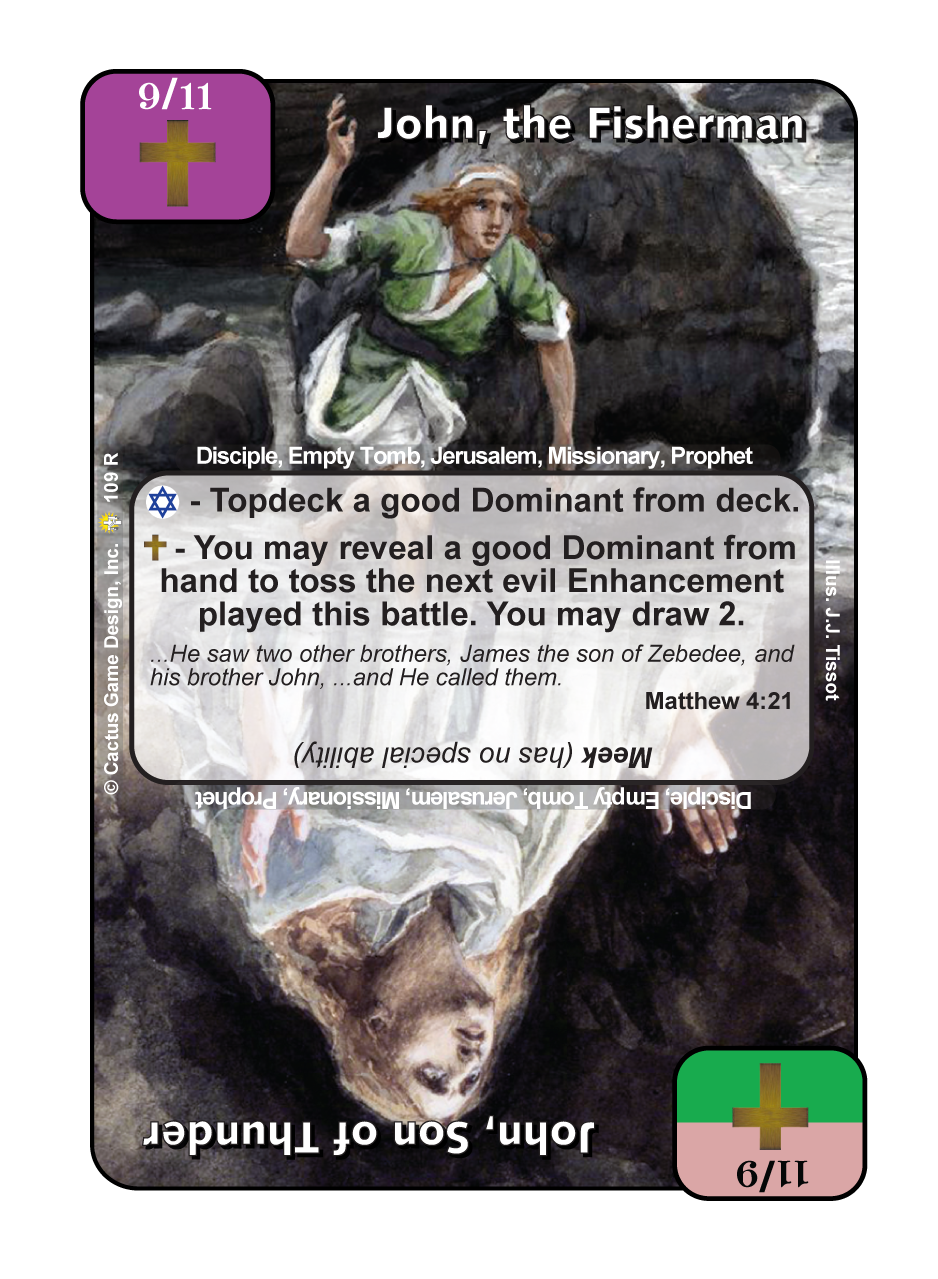 9/11
John, the Fisherman
Disciple, Empty Tomb, Jerusalem, Missionary, Prophet
- Topdeck a good Dominant from deck.
- You may reveal a good Dominant from
hand to toss the next evil Enhancement
played this battle. You may draw 2.
...He saw two other brothers, James the son of Zebedee, and
his brother John, ...and He called them.
Matthew 4:21
© Cactus Game Design, Inc. 109 R
Illus. J.J. Tissot
Meek (has no special ability)
Disciple, Empty Tomb, Jerusalem, Missionary, Prophet
John, Son of Thunder
11/9